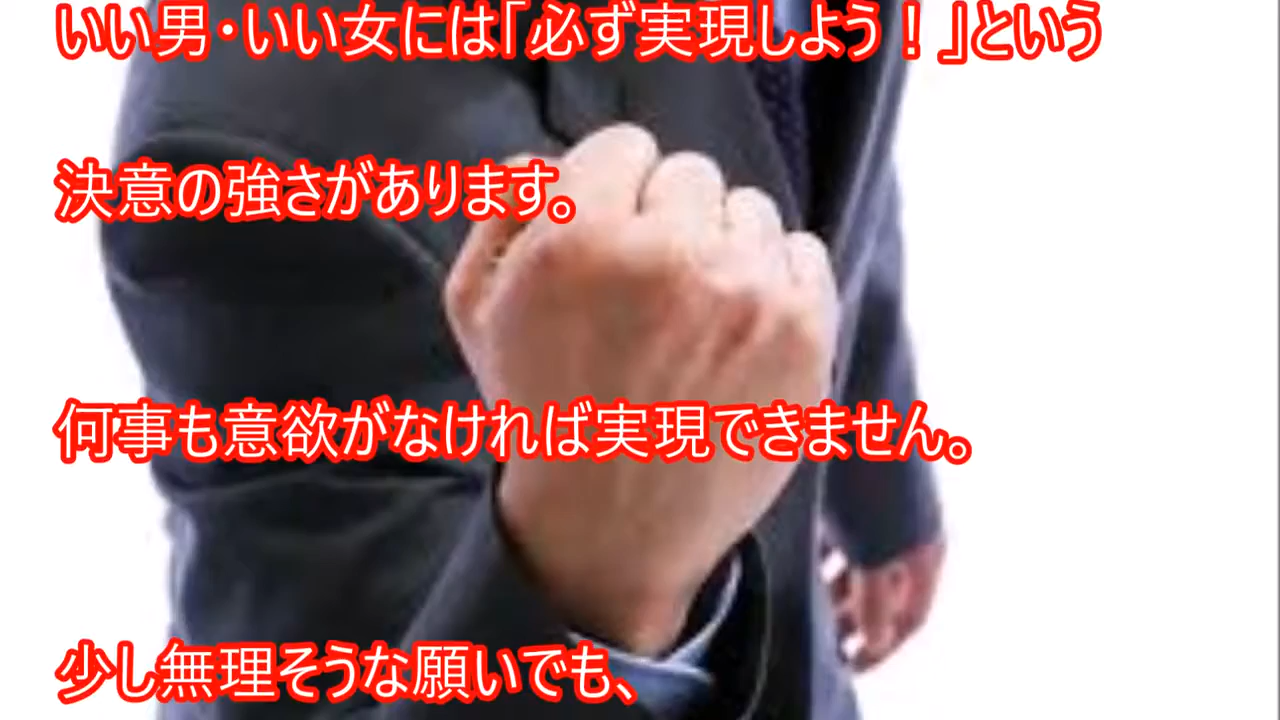 いい男・いい女には「必ず実現しよう！」という
決意の強さがあります。
何事も意欲がなければ実現できません。
少し無理そうな願いでも、